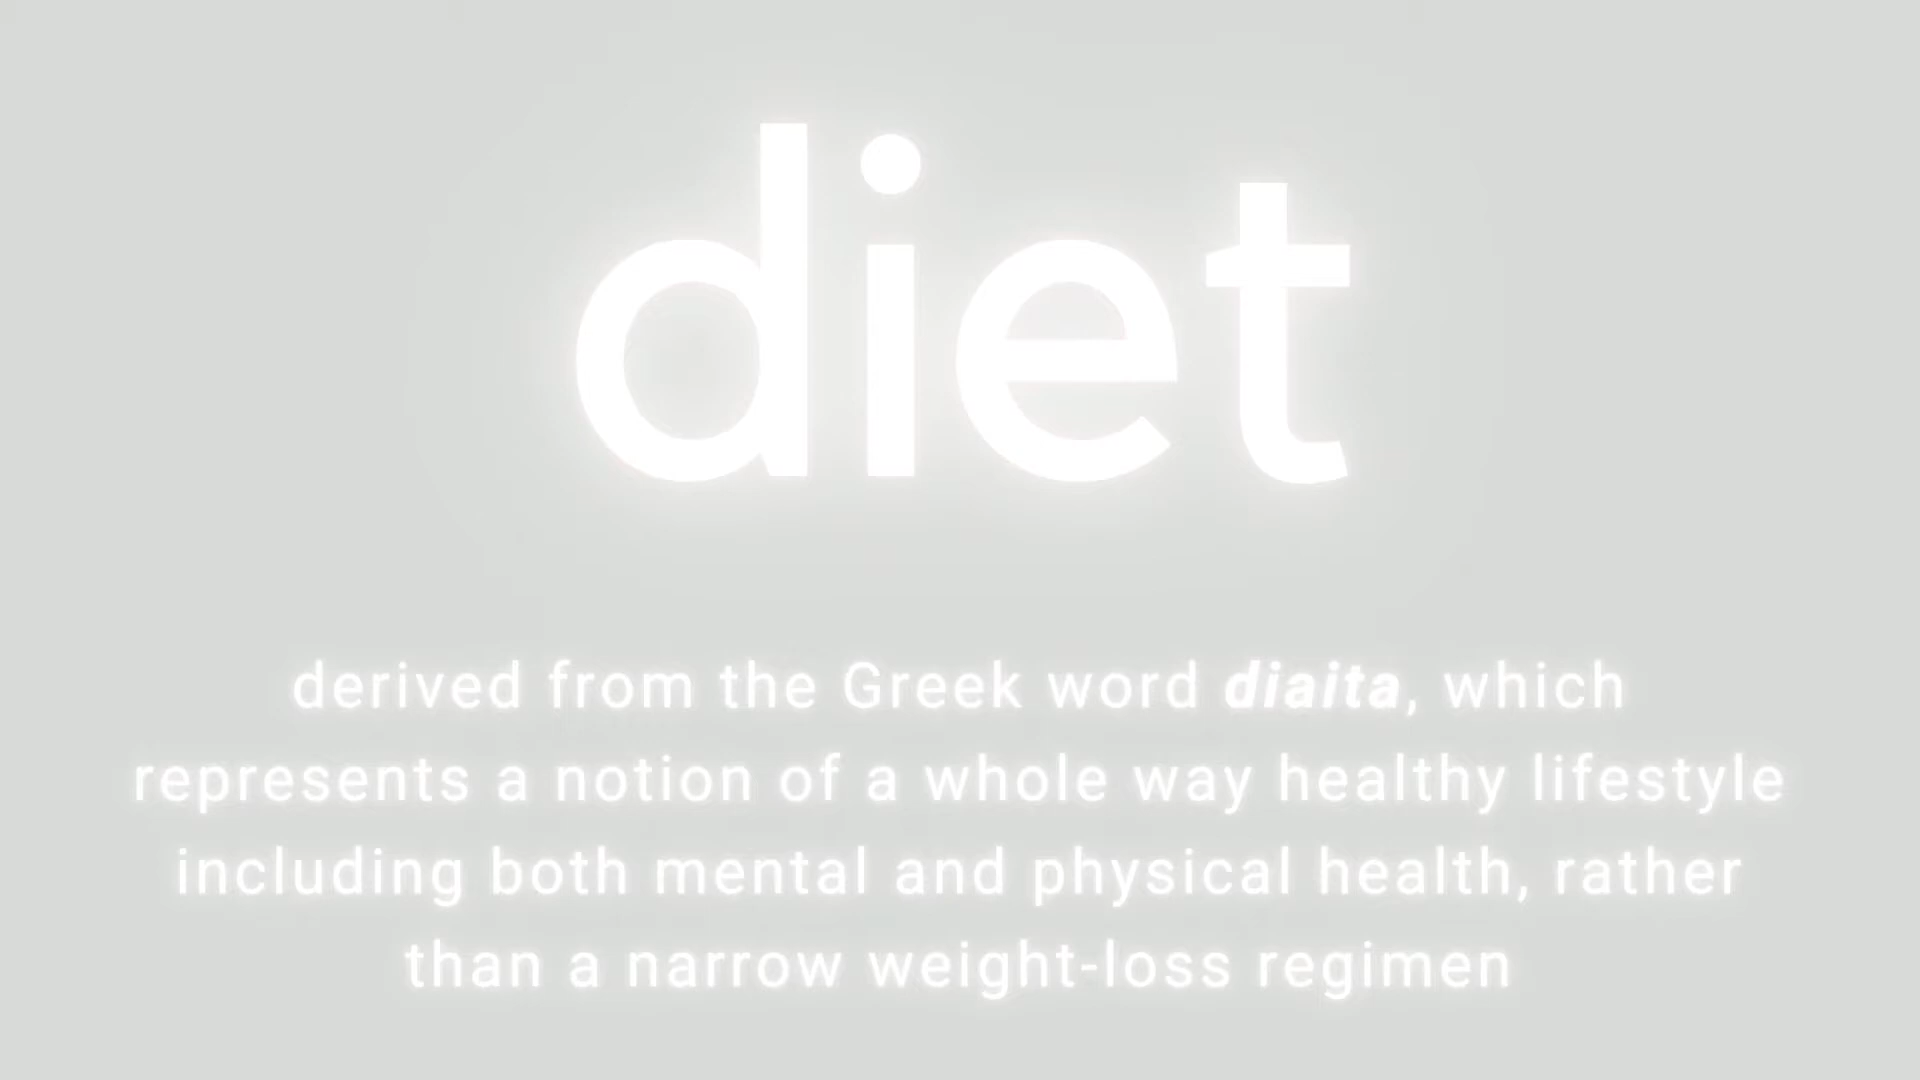 diet
derived from the Greek word diaita, which
represents a notion of a whole way healthy lifestyle
including both mental and physical health, rather
than a narrow weight-loss regimen